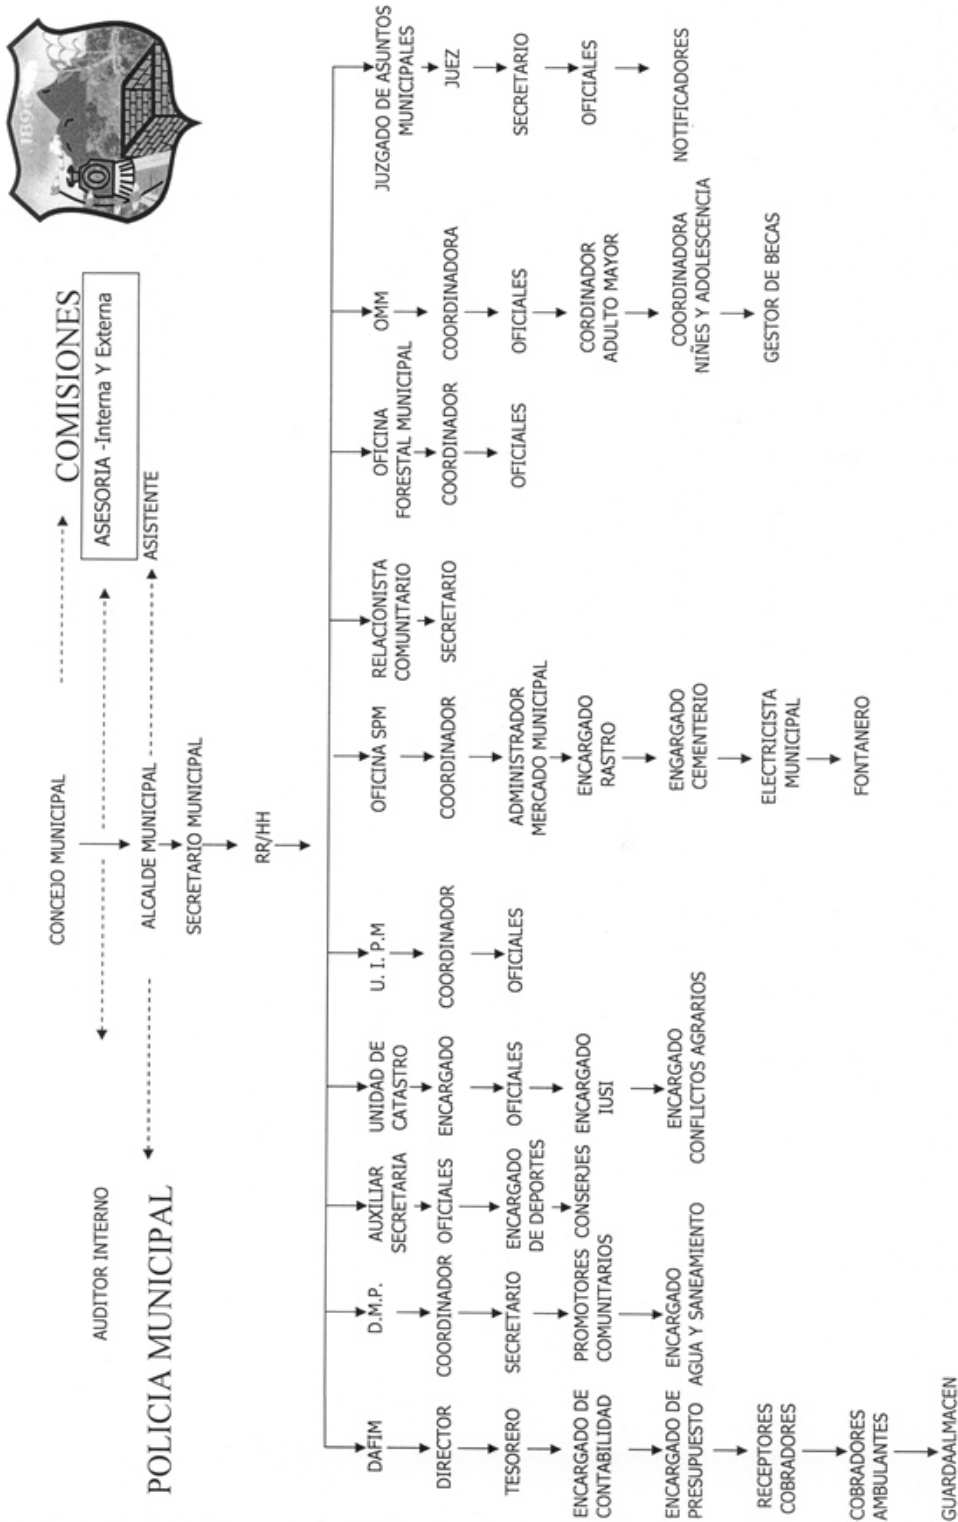 1896
CONCEJO MUNICIPAL
COMISIONES
AUDITOR INTERNO
ASESORIA -Interna Y Externa
POLICIA MUNICIPAL
ALCALDE MUNICIPAL
ASISTENTE
SECRETARIO MUNICIPAL
RR/HH
DAFIM
DIRECTOR
TESORERO
ENCARGADO DE
CONTABILIDAD
ENCARGADO DE
PRESUPUESTO
RECEPTORES
COBRADORES
COBRADORES
AMBULANTES
GUARDAALMACEN
D.M.P.
COORDINADOR
SECRETARIO
PROMOTORES
COMUNITARIOS
ENCARGADO
AGUA Y SANEAMIENTO
AUXILIAR
SECRETARIA
OFICIALES
ENCARGADO
DE DEPORTES
CONSERJES
UNIDAD DE
CATASTRO
ENCARGADO
OFICIALES
ENCARGADO
IUSI
ENCARGADO
CONFLICTOS AGRARIOS
U. I. P.M
COORDINADOR
OFICIALES
OFICINA SPM
COORDINADOR
ADMINISTRADOR
MERCADO MUNICIPAL
ENCARGADO
RASTRO
ENGARGADO
CEMENTERIO
ELECTRICISTA
MUNICIPAL
FONTANERO
RELACIONISTA
COMUNITARIO
SECRETARIO
OFICINA
FORESTAL MUNICIPAL
COORDINADOR
OFICIALES
OMM
COORDINADORA
OFICIALES
CORDINADOR
ADULTO MAYOR
COORDINADORA
NIÑES Y ADOLESCENCIA
GESTOR DE BECAS
JUZGADO DE ASUNTOS
MUNICIPALES
JUEZ
SECRETARIO
OFICIALES
NOTIFICADORES